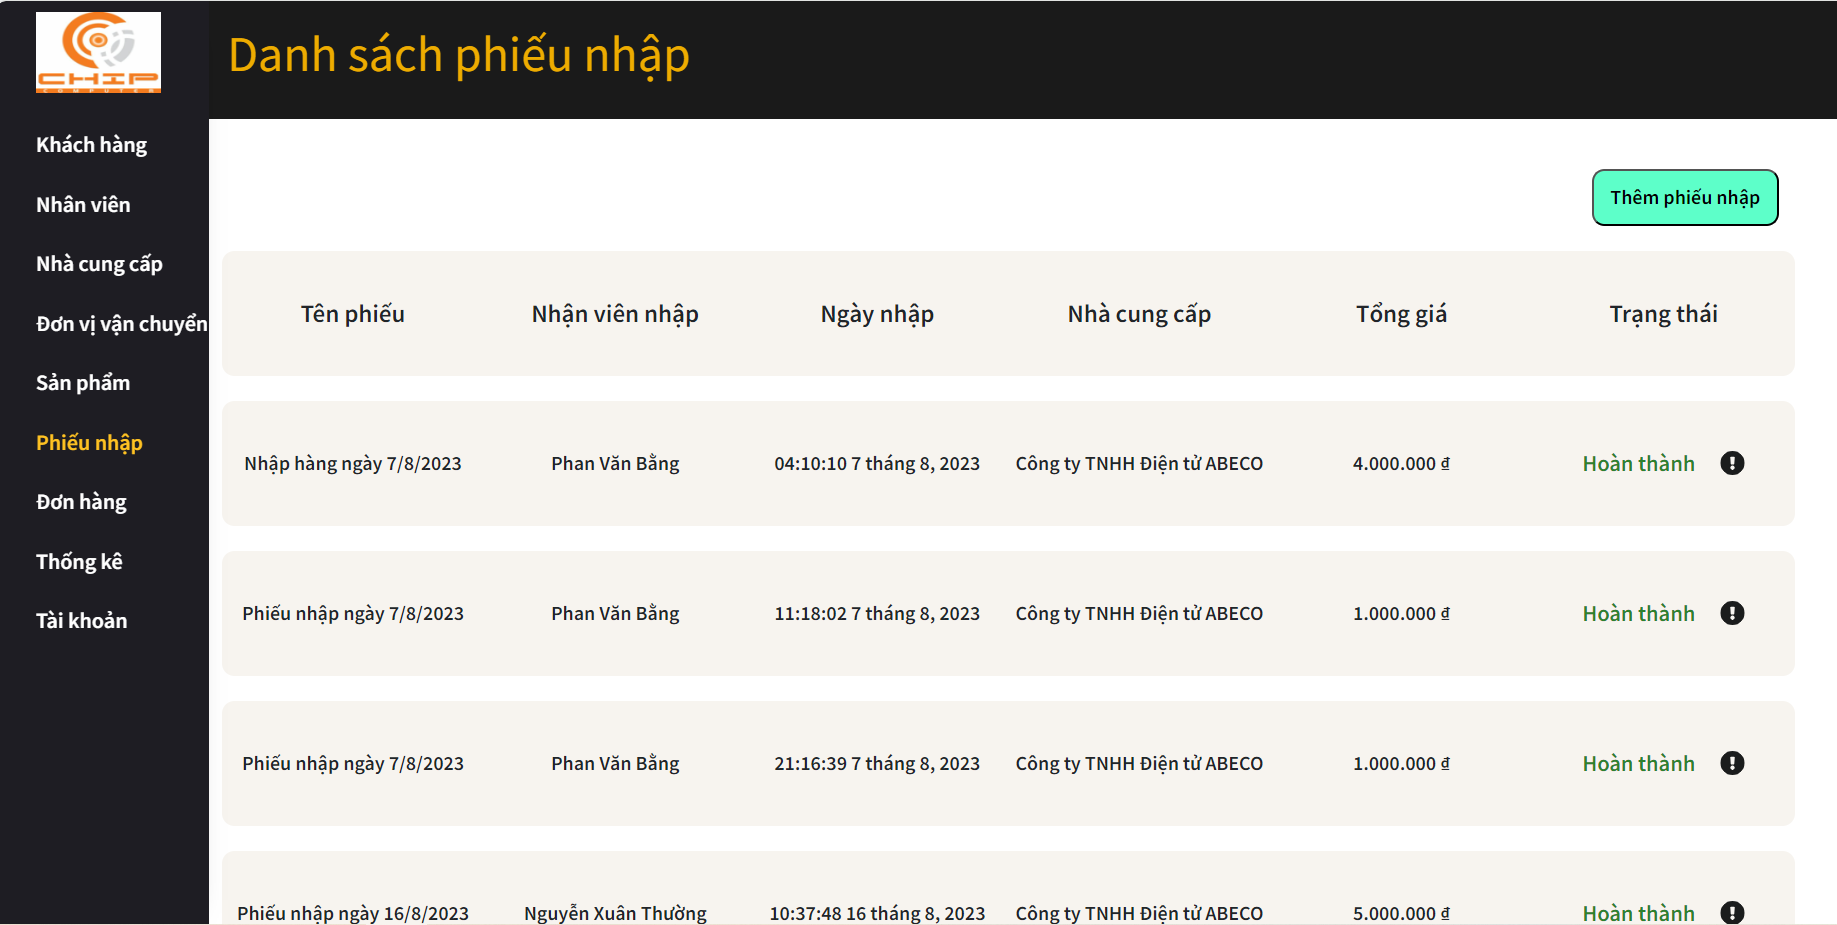 CHIP
COMPUTER
Danh sách phiếu nhập
Khách hàng
Nhân viên
Nhà cung cấp
Đơn vị vận chuyển
Sản phẩm
Phiếu nhập
Đơn hàng
Thống kê
Tài khoản
Thêm phiếu nhập
Tên phiếu Nhận viên nhập Ngày nhập Nhà cung cấp Tổng giá Trạng thái
Nhập hàng ngày 7/8/2023 Phan Văn Bằng 04:10:10 7 tháng 8, 2023 Công ty TNHH Điện tử ABECO 4.000.000 ₫ Hoàn thành
Phiếu nhập ngày 7/8/2023 Phan Văn Bằng 11:18:02 7 tháng 8, 2023 Công ty TNHH Điện tử ABECO 1.000.000 ₫ Hoàn thành
Phiếu nhập ngày 7/8/2023 Phan Văn Bằng 21:16:39 7 tháng 8, 2023 Công ty TNHH Điện tử ABECO 1.000.000 ₫ Hoàn thành
Phiếu nhập ngày 16/8/2023 Nguyễn Xuân Thường 10:37:48 16 tháng 8, 2023 Công ty TNHH Điện tử ABECO 5.000.000 ₫ Hoàn thành